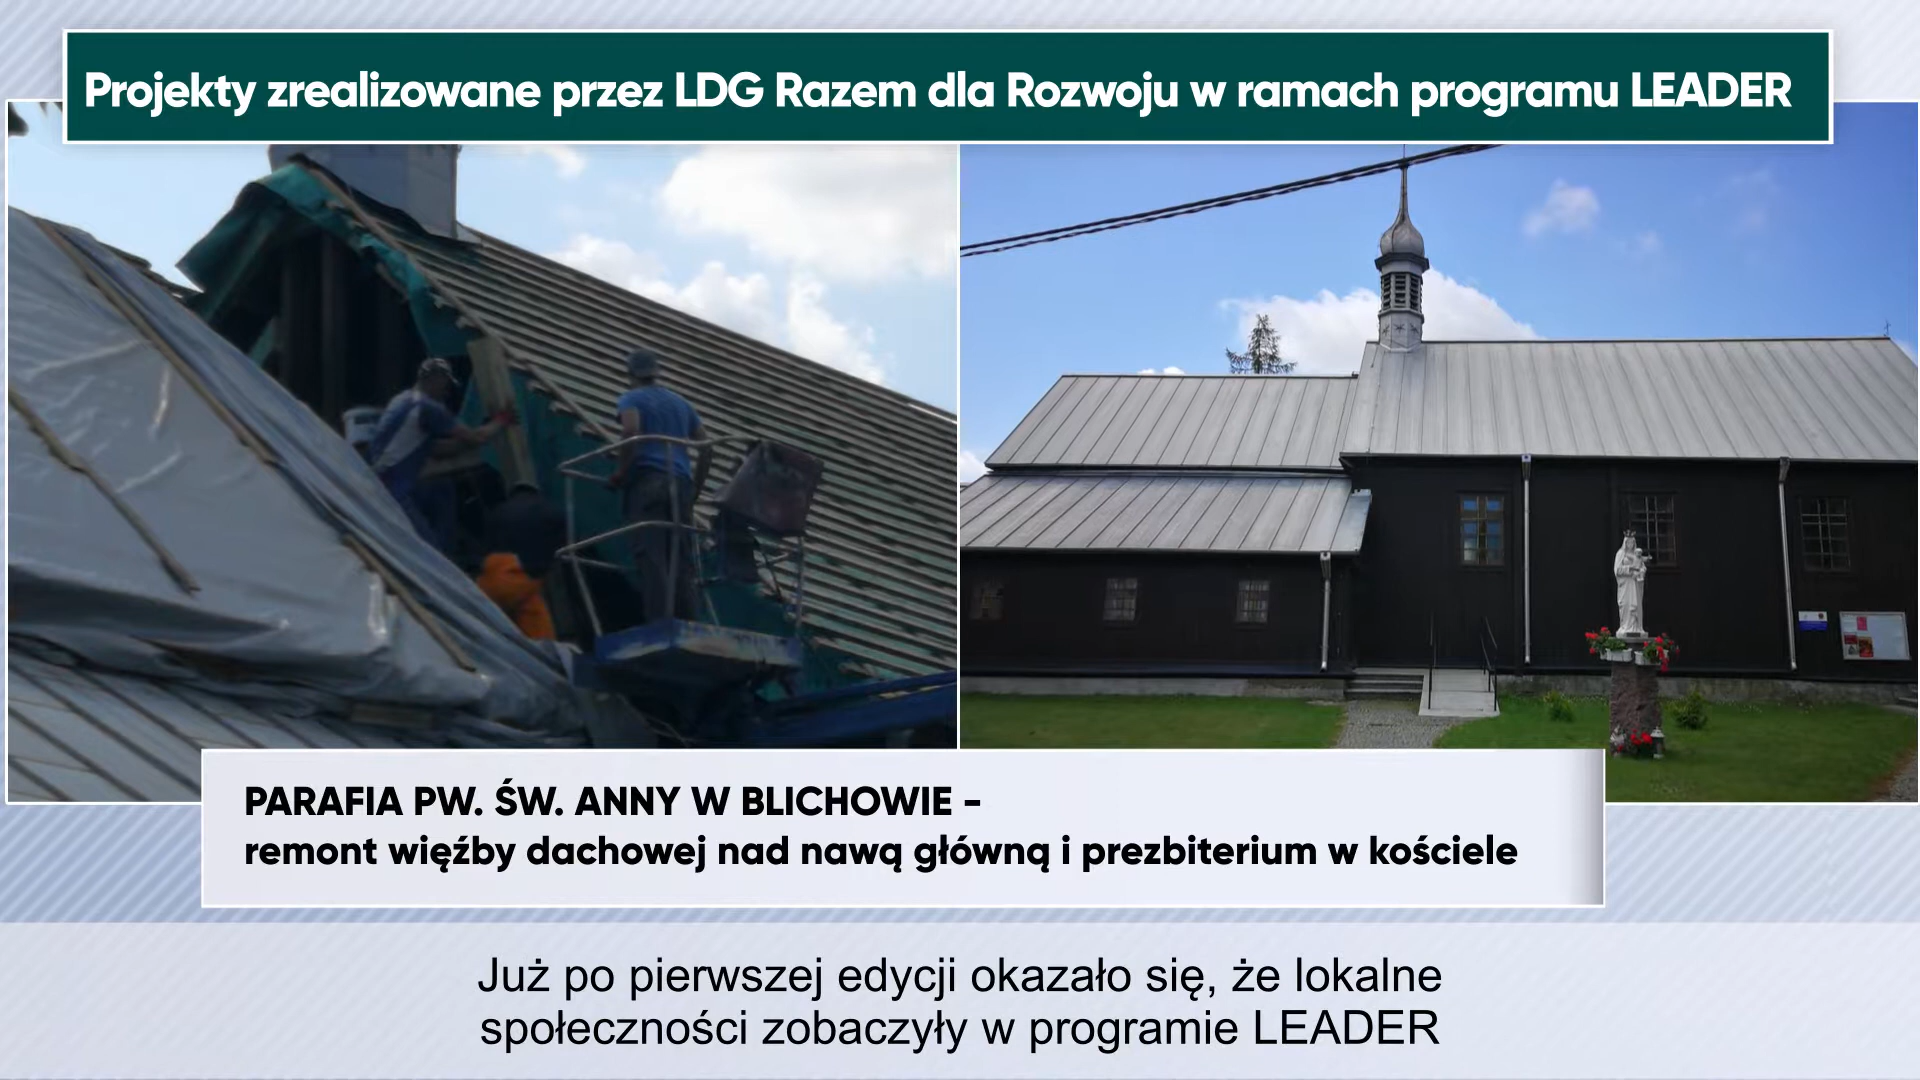 Projekty zrealizowane przez LDG Razem dla Rozwoju w ramach programu LEADER
PARAFIA PW. ŚW. ANNY W BLICHOWIE -
remont więźby dachowej nad nawą główną i prezbiterium w kościele
Już po pierwszej edycji okazało się, że lokalne
społeczności zobaczyły w programie LEADER